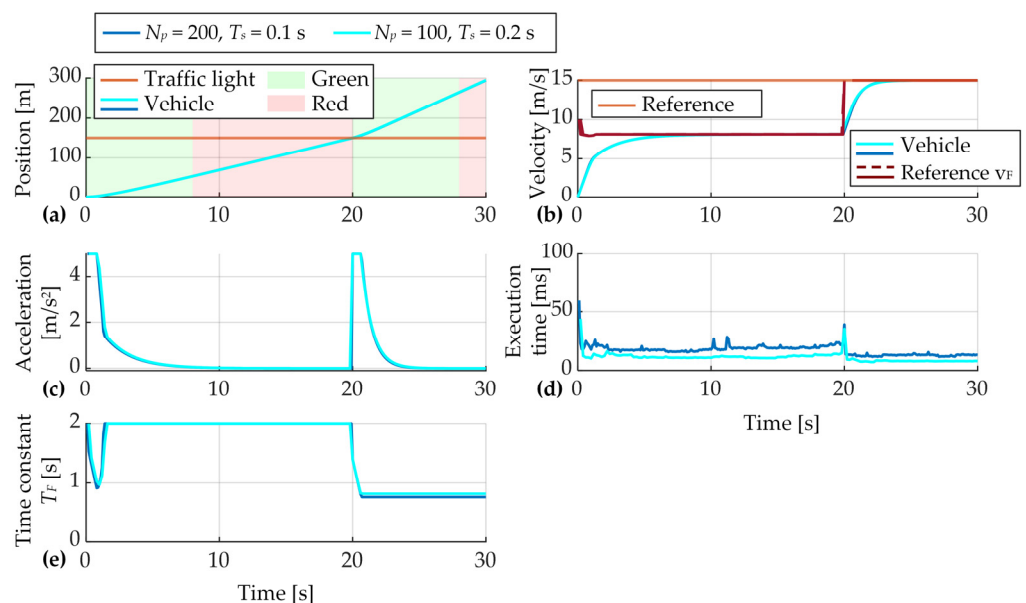 Nₚ = 200, Tₛ = 0.1 s Nₚ = 100, Tₛ = 0.2 s
Position [m]
300
200
100
0
Traffic light Green
Vehicle Red
0 10 20 30
(a)
Velocity [m/s]
15
10
5
0
Reference
Vehicle
Reference vF
0 10 20 30
(b)
Acceleration
[m/s²]
4
2
0
0 10 20 30
(c)
Execution
time [ms]
100
50
0
0 10 20 30
(d)
Time [s]
Time constant
TF [s]
2
1
0
0 10 20 30
(e)
Time [s]